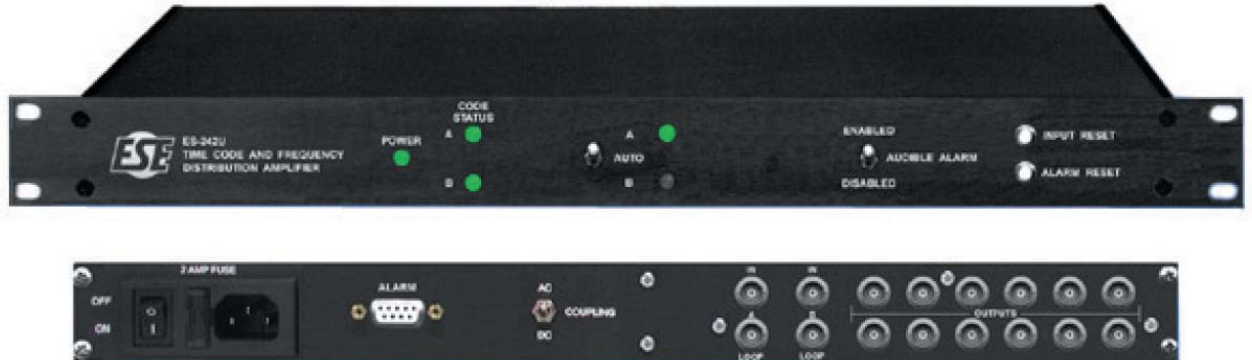 CODE
STATUS
A
A
ENABLED
INPUT RESET
ESE
ES-242U
TIME CODE AND FREQUENCY
DISTRIBUTION AMPLIFIER
POWER
AUTO
AUDIBLE ALARM
B
B
DISABLED
ALARM RESET
2 AMP FUSE
OFF
ON
O
I
ALARM
AC
COUPLING
DC
IN
IN
A
B
OUTPUTS
LOOP
LOOP